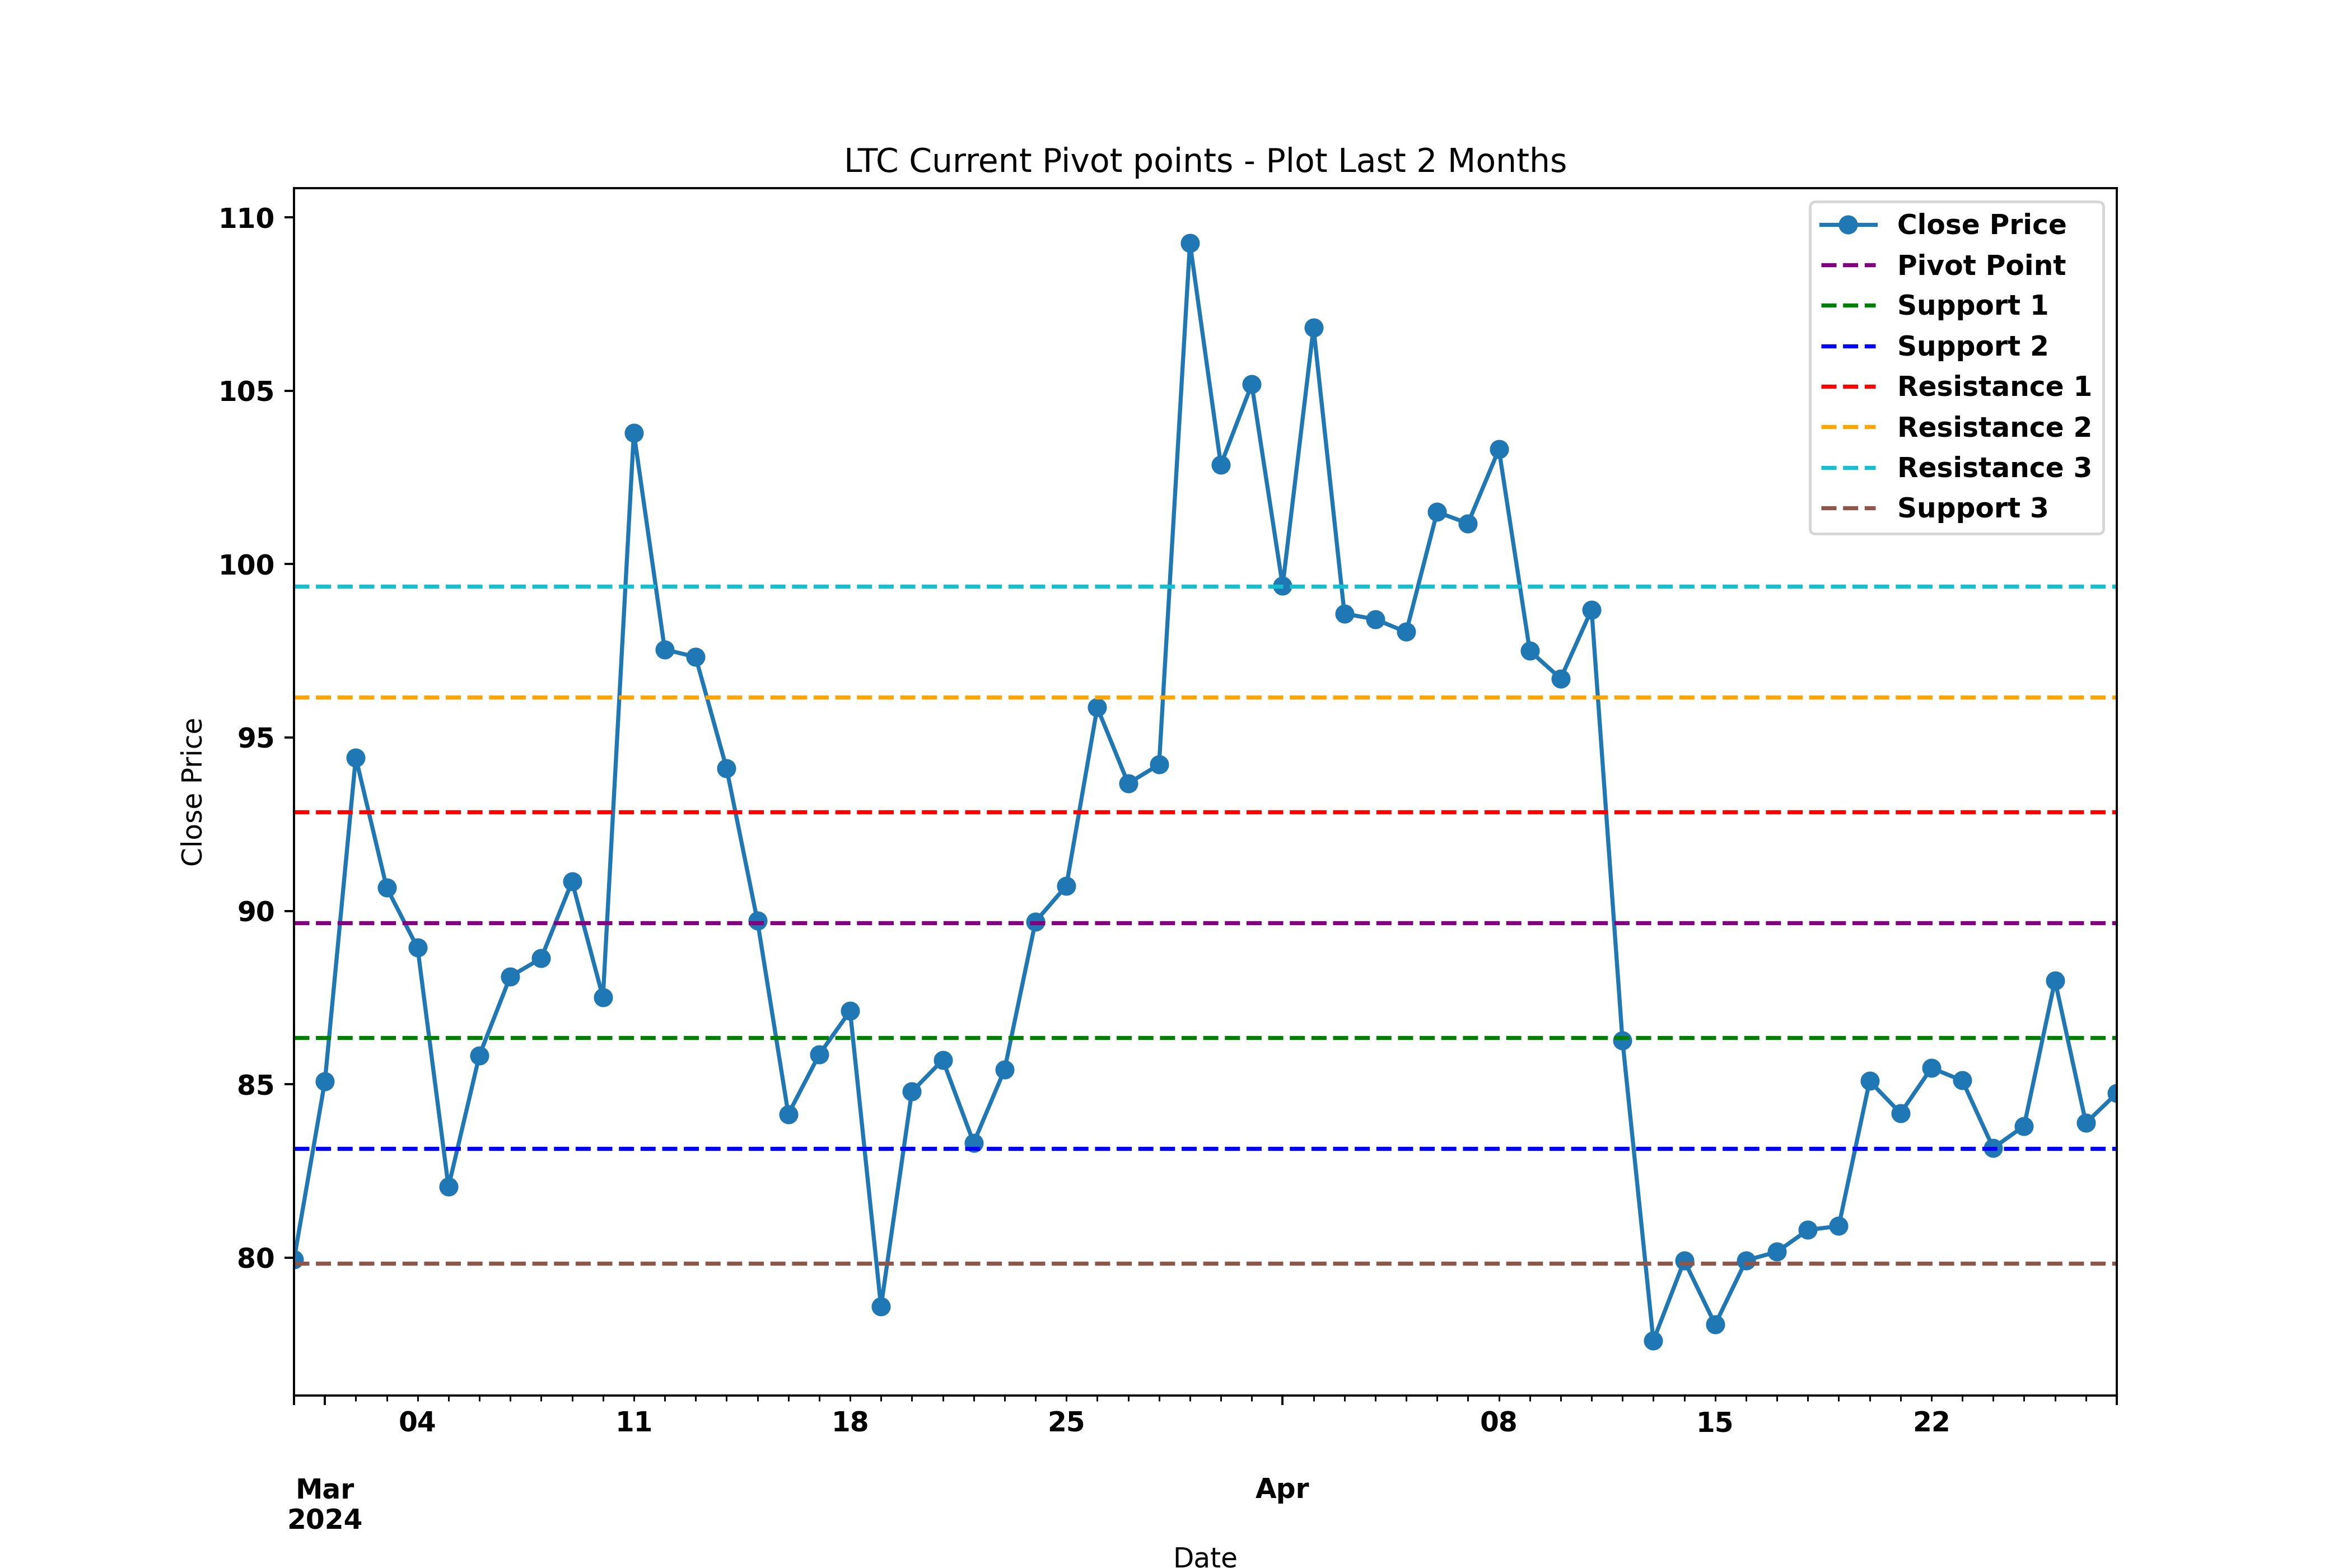 LTC Current Pivot points - Plot Last 2 Months
110
105
100
95
90
85
80
Close Price
Close Price
Pivot Point
Support 1
Support 2
Resistance 1
Resistance 2
Resistance 3
Support 3
04 11 18 25 08 15 22
Mar Apr
2024
Date